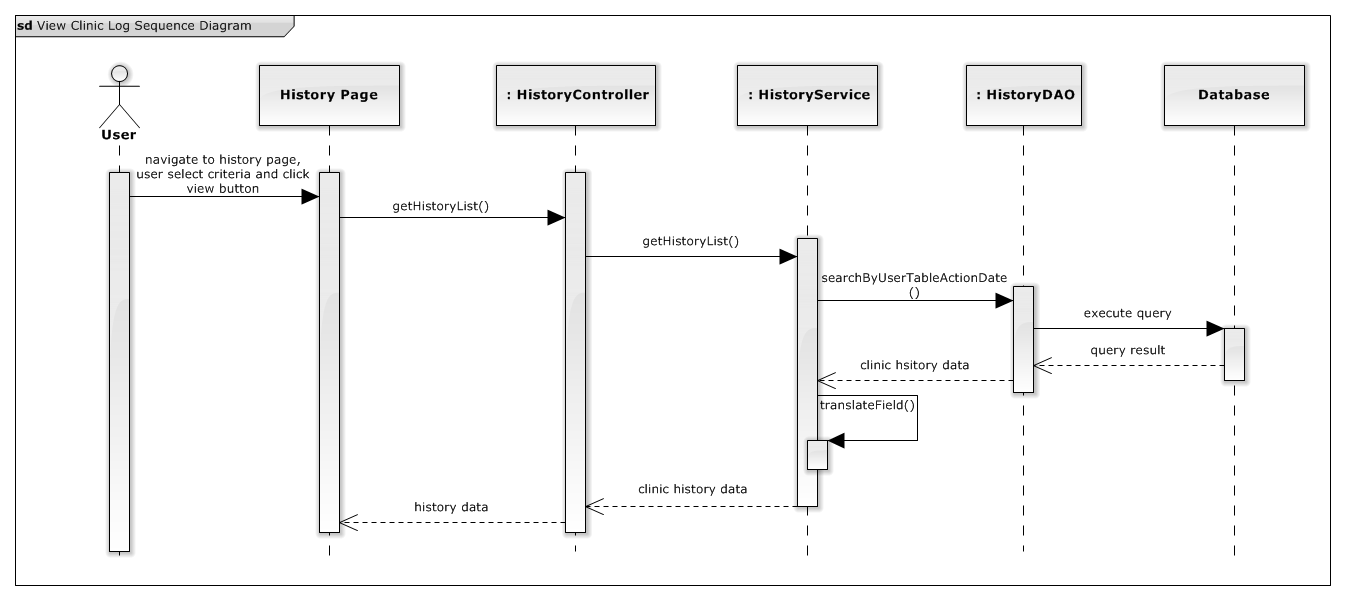 sd View Clinic Log Sequence Diagram
User
History Page
: HistoryController
: HistoryService
: HistoryDAO
Database
navigate to history page,
user select criteria and click
view button
getHistoryList()
getHistoryList()
searchByUserTableActionDate
()
execute query
query result
clinic hsitory data
translateField()
clinic history data
history data